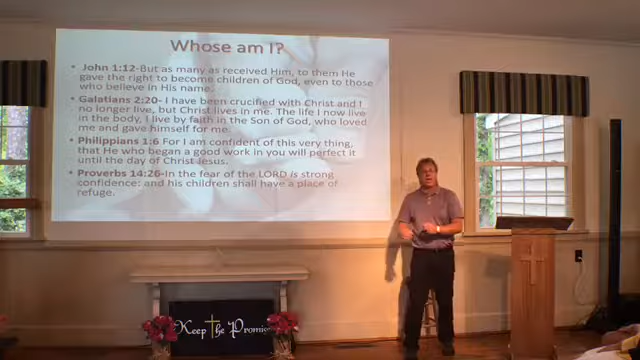 Whose am I?
• John 1:12-But as many as received Him, to them He
gave the right to become children of God, even to those
who believe in His name.
• Galatians 2:20- I have been crucified with Christ and I
no longer live, but Christ lives in me. The life I now live
in the body, I live by faith in the Son of God, who loved
me and gave himself for me.
• Philippians 1:6 For I am confident of this very thing,
that He who began a good work in you will perfect it
until the day of Christ Jesus.
• Proverbs 14:26-In the fear of the LORD is strong
confidence: and his children shall have a place of
refuge.
Keep The Promise